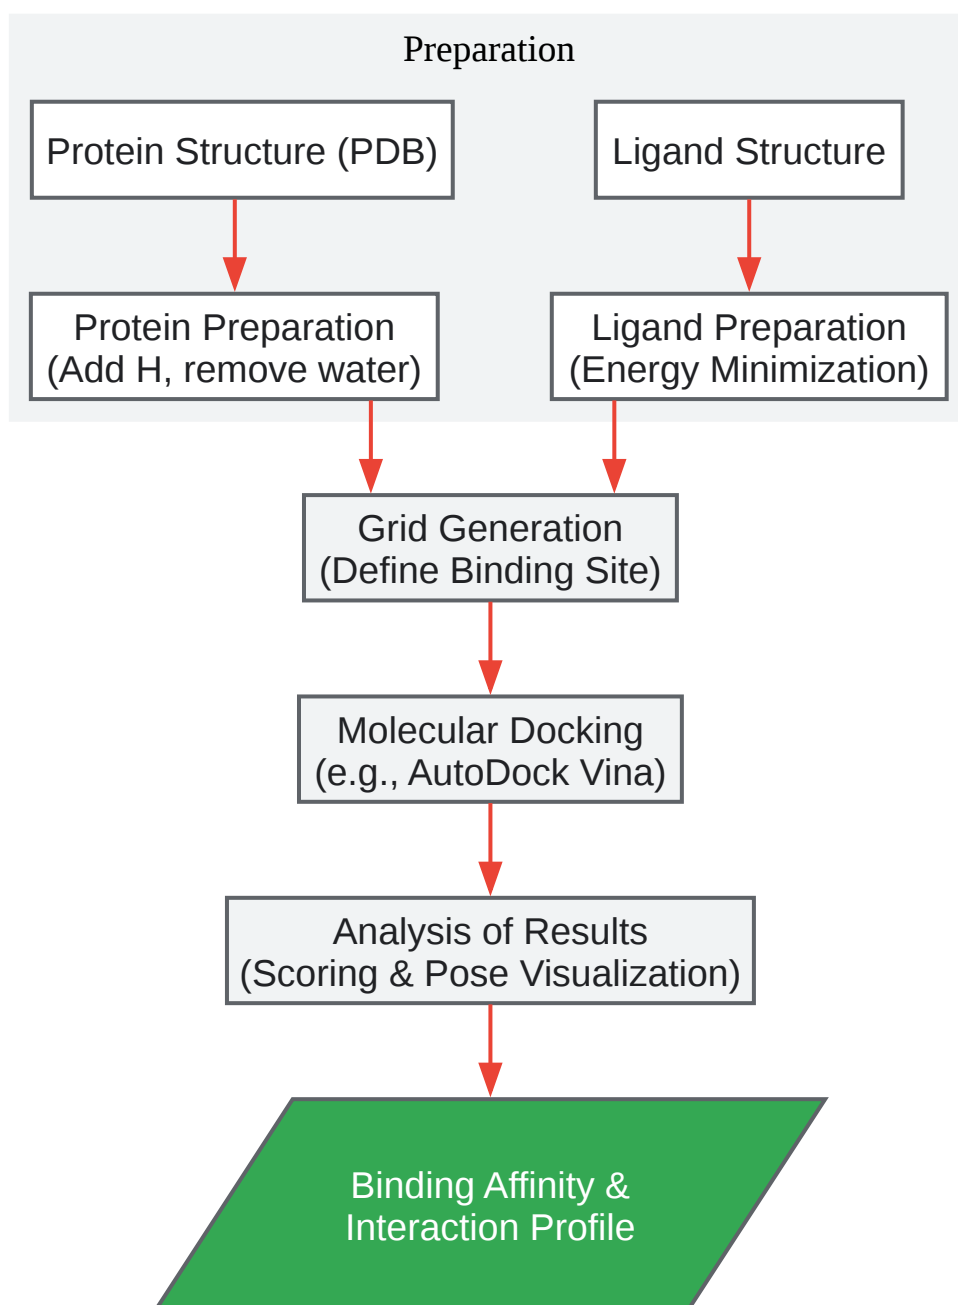 Preparation
Protein Structure (PDB)
Ligand Structure
Protein Preparation
(Add H, remove water)
Ligand Preparation
(Energy Minimization)
Grid Generation
(Define Binding Site)
Molecular Docking
(e.g., AutoDock Vina)
Analysis of Results
(Scoring & Pose Visualization)
Binding Affinity &
Interaction Profile